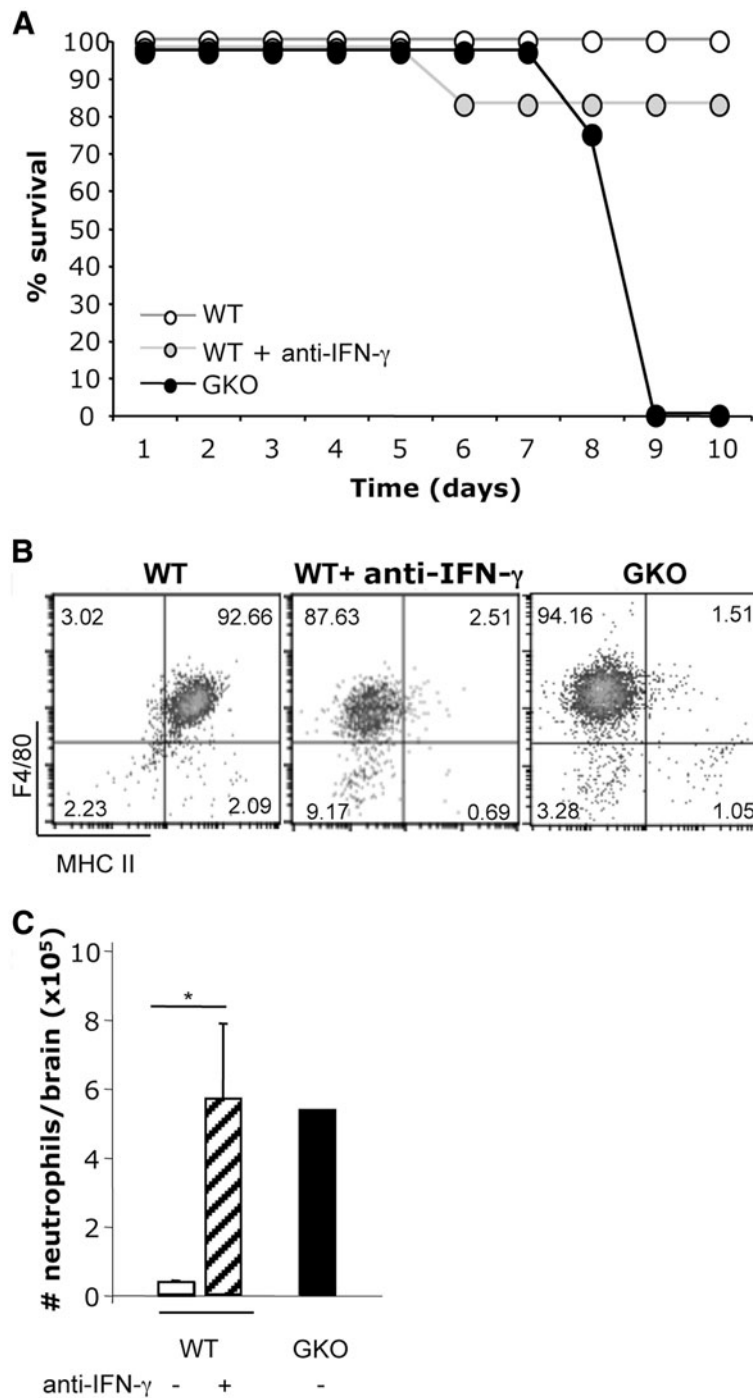 A
100
90
80
70
60
50
40
30
20
10
0
% survival
WT
WT + anti-IFN-γ
GKO
1 2 3 4 5 6 7 8 9 10
Time (days)
B
WT WT+ anti-IFN-γ GKO
3.02 92.66 87.63 2.51 94.16 1.51
2.23 2.09 9.17 0.69 3.28 1.05
F4/80
MHC II
C
10
8
6
4
2
0
# neutrophils/brain (x10⁵)
*
WT GKO
anti-IFN-γ - + -